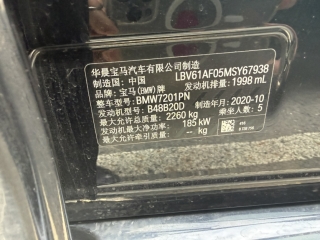 华晨宝马汽车有限公司制造
制造国:中国 LBV61AF05MSY67938
品牌:宝马(BMW)牌 发动机排量:1998 mL
整车型号:BMW7201PN
发动机型号:B48B20D 制造年月:2020-10
最大允许总质量:2260 kg 乘坐人数:5
发动机最大净功率:185 kW
最大允许牵引质量:-- kg